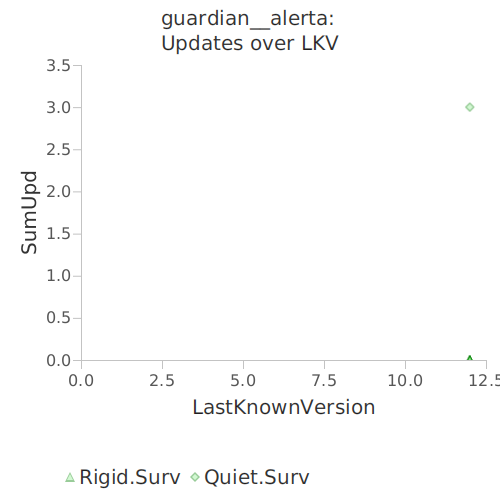 guardian__alerta:
Updates over LKV
3.5
3.0
2.5
2.0
1.5
1.0
0.5
0.0
SumUpd
0.0 2.5 5.0 7.5 10.0 12.5
LastKnownVersion
Rigid.Surv Quiet.Surv